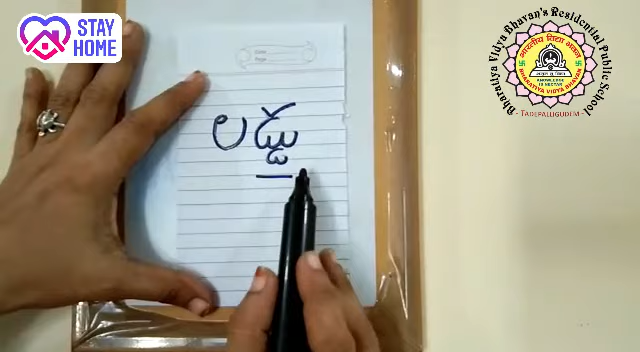 STAY
HOME
Bharatiya Vidya Bhavan's Residential Public School
- TADEPALLIGUDEM -
లడ్డు